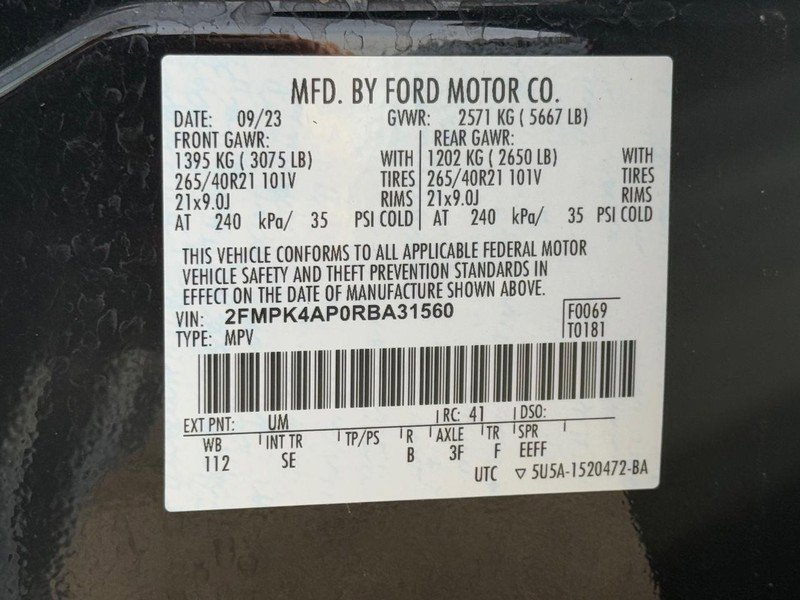 MFD. BY FORD MOTOR CO.
DATE: 09/23 GVWR: 2571 KG ( 5667 LB)
FRONT GAWR: REAR GAWR:
1395 KG ( 3075 LB) WITH 1202 KG ( 2650 LB) WITH
265/40R21 101V TIRES 265/40R21 101V TIRES
21x9.0J RIMS 21x9.0J RIMS
AT 240 kPa/ 35 PSI COLD AT 240 kPa/ 35 PSI COLD
THIS VEHICLE CONFORMS TO ALL APPLICABLE FEDERAL MOTOR
VEHICLE SAFETY AND THEFT PREVENTION STANDARDS IN
EFFECT ON THE DATE OF MANUFACTURE SHOWN ABOVE.
VIN: 2FMPK4AP0RBA31560 F0069
TYPE: MPV T0181
EXT PNT: UM RC: 41 DSO:
WB INT TR TP/PS R AXLE TR SPR
112 SE B 3F F EEFF
UTC ▽ 5U5A-1520472-BA